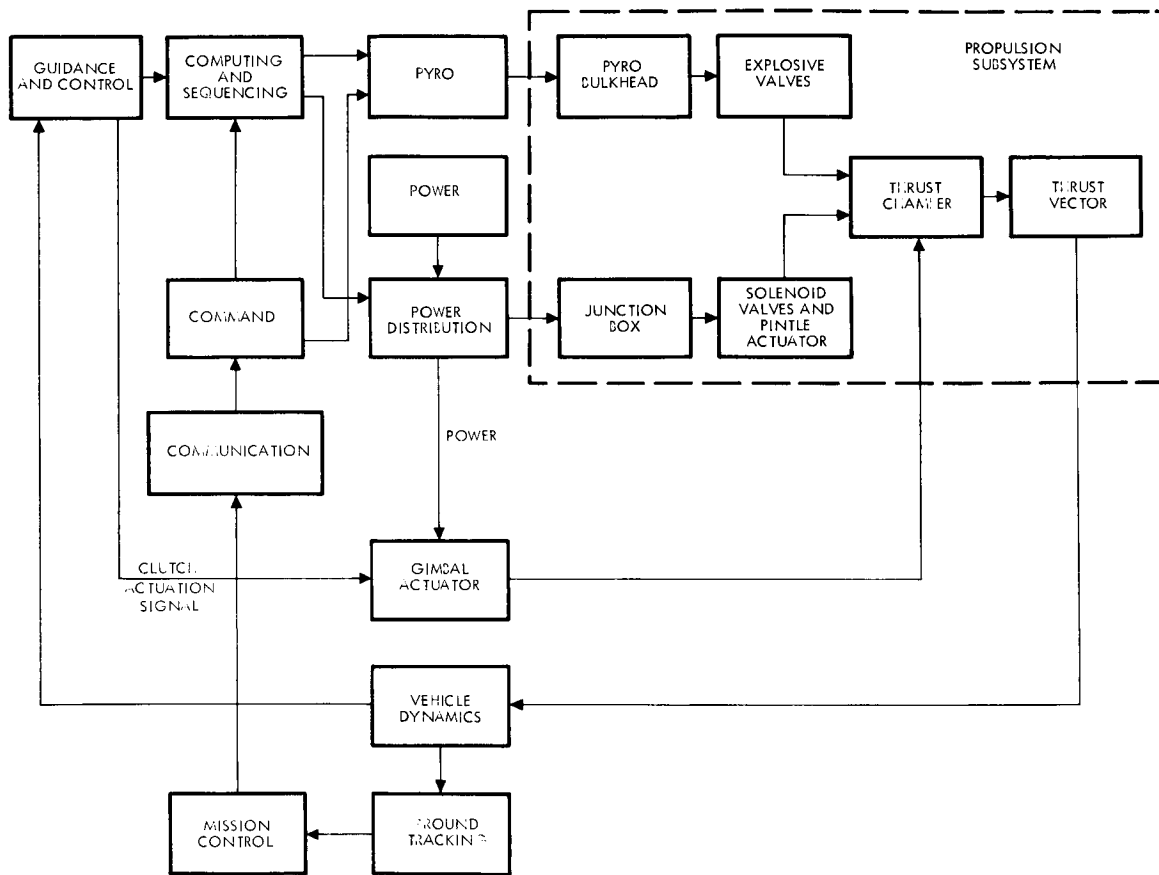 GUIDANCE
AND CONTROL
COMPUTING
AND
SEQUENCING
PYRO
PYRO
BULKHEAD
EXPLOSIVE
VALVES
PROPULSION
SUBSYSTEM
POWER
THRUST
CHAMBER
THRUST
VECTOR
COMMAND
POWER
DISTRIBUTION
JUNCTION
BOX
SOLENOID
VALVES AND
PINTLE
ACTUATOR
COMMUNICATION
POWER
CLUTCH
ACTUATION
SIGNAL
GIMBAL
ACTUATOR
VEHICLE
DYNAMICS
MISSION
CONTROL
GROUND
TRACKING